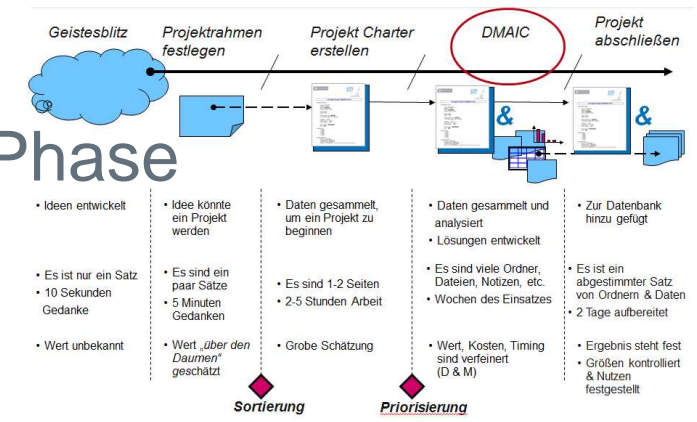 Geistesblitz
Projektrahmen
festlegen
Projekt Charter
erstellen
DMAIC
Projekt
abschließen
&
&
Phase
• Ideen entwickelt
• Idee könnte
ein Projekt
werden
• Daten gesammelt,
um ein Projekt zu
beginnen
• Daten gesammelt und
analysiert
• Lösungen entwickelt
• Zur Datenbank
hinzu gefügt
• Es ist nur ein Satz
• 10 Sekunden
Gedanke
• Es sind ein
paar Sätze
• 5 Minuten
Gedanken
• Es sind 1-2 Seiten
• 2-5 Stunden Arbeit
• Es sind viele Ordner,
Dateien, Notizen, etc.
• Wochen des Einsatzes
• Es ist ein
abgestimmter Satz
von Ordnern & Daten
• 2 Tage aufbereitet
• Wert unbekannt
• Wert „über den
Daumen"
geschätzt
• Grobe Schätzung
• Wert, Kosten, Timing
sind verfeinert
(D & M)
• Ergebnis steht fest
• Größen kontrolliert
& Nutzen
festgestellt
Sortierung
Priorisierung